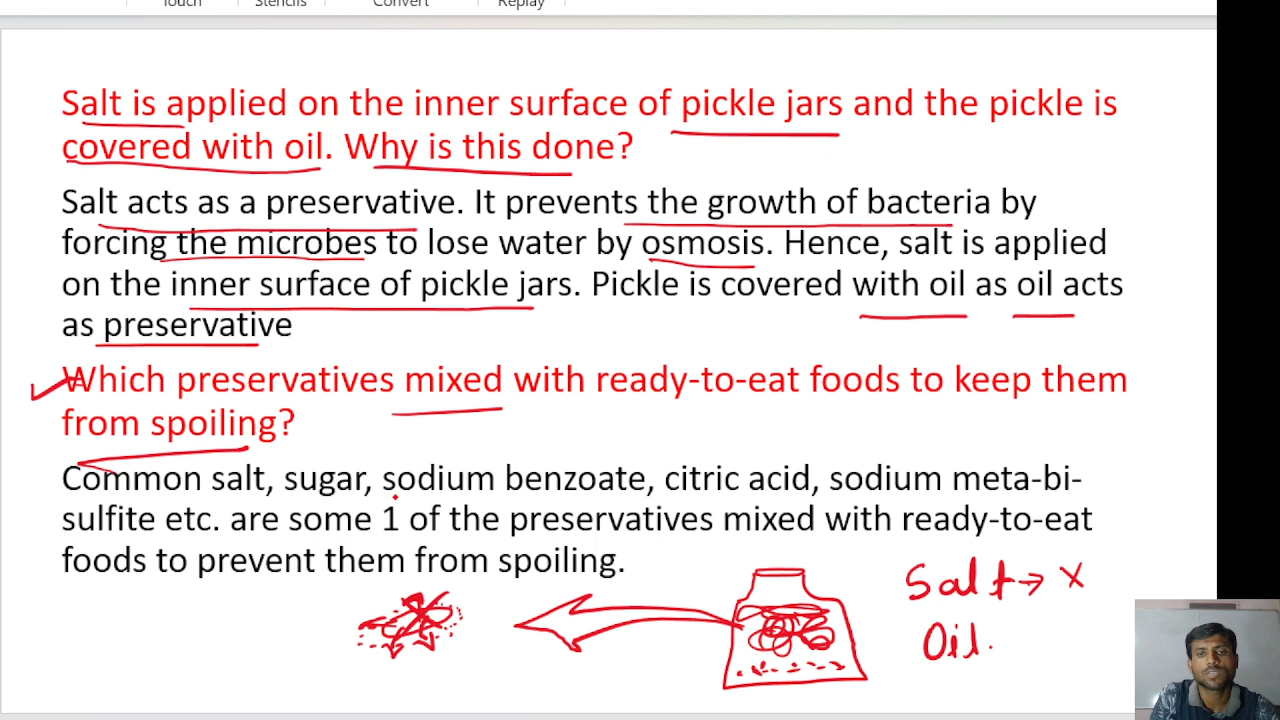 Touch Stencils Convert Replay
Salt is applied on the inner surface of pickle jars and the pickle is
covered with oil. Why is this done?
Salt acts as a preservative. It prevents the growth of bacteria by
forcing the microbes to lose water by osmosis. Hence, salt is applied
on the inner surface of pickle jars. Pickle is covered with oil as oil acts
as preservative
Which preservatives mixed with ready-to-eat foods to keep them
from spoiling?
Common salt, sugar, sodium benzoate, citric acid, sodium meta-bi-
sulfite etc. are some 1 of the preservatives mixed with ready-to-eat
foods to prevent them from spoiling.
Salt → x
Oil.